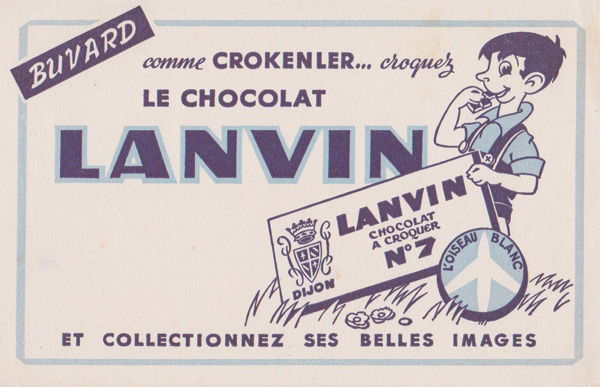 BUVARD
comme CROKENLER... croquez
LE CHOCOLAT
LANVIN
LANVIN
CHOCOLAT
A CROQUER
N° 7
DIJON
L'OISEAU BLANC
ET COLLECTIONNEZ SES BELLES IMAGES